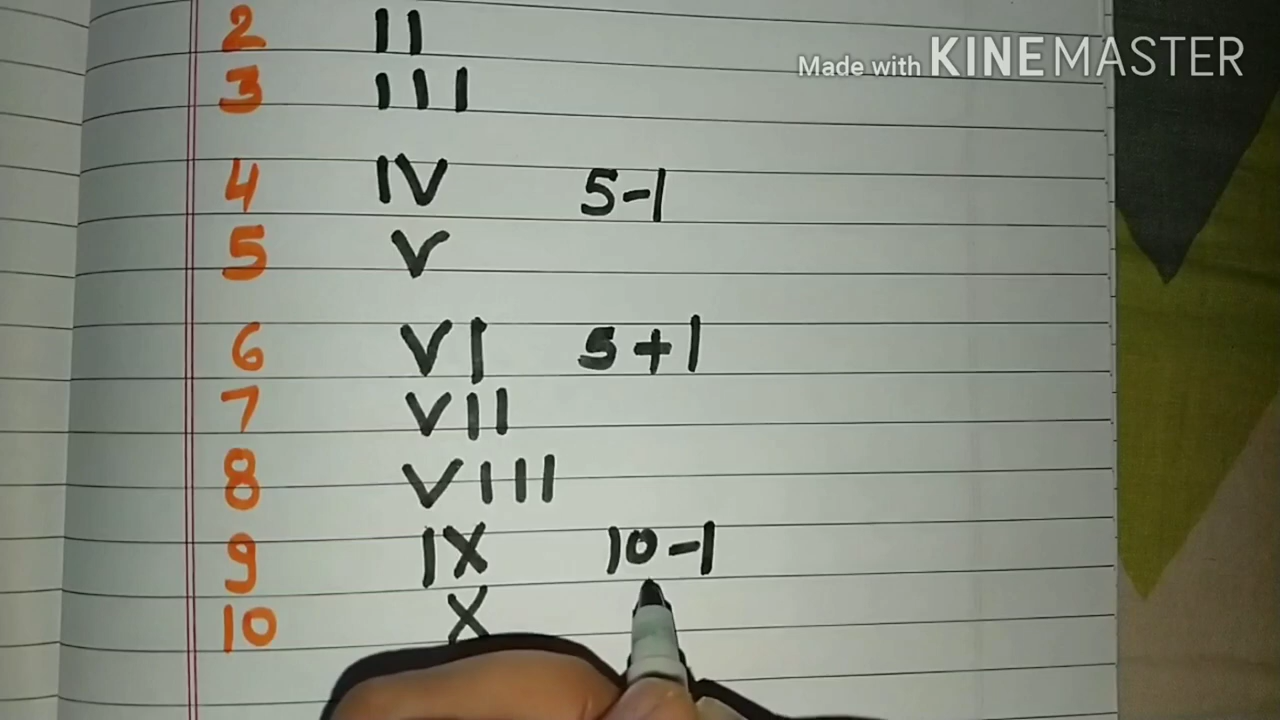 Made with KINEMASTER
2 II
3 III
4 IV 5-1
5 V
6 VI 5+1
7 VII
8 VIII
9 IX 10-1
10 X